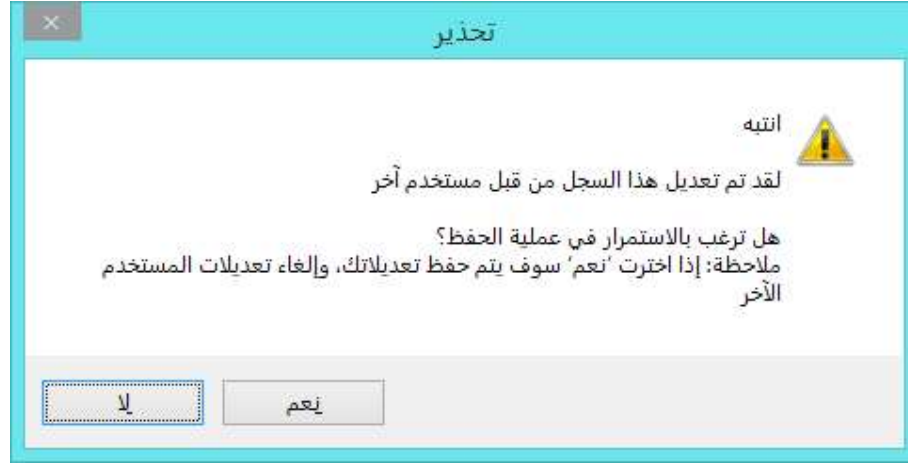 تحذير
انتبه
لقد تم تعديل هذا السجل من قبل مستخدم آخر
هل ترغب بالاستمرار في عملية الحفظ؟
ملاحظة: إذا اخترت ‘نعم’ سوف يتم حفظ تعديلاتك، وإلغاء تعديلات المستخدم
الآخر
نعم
لا